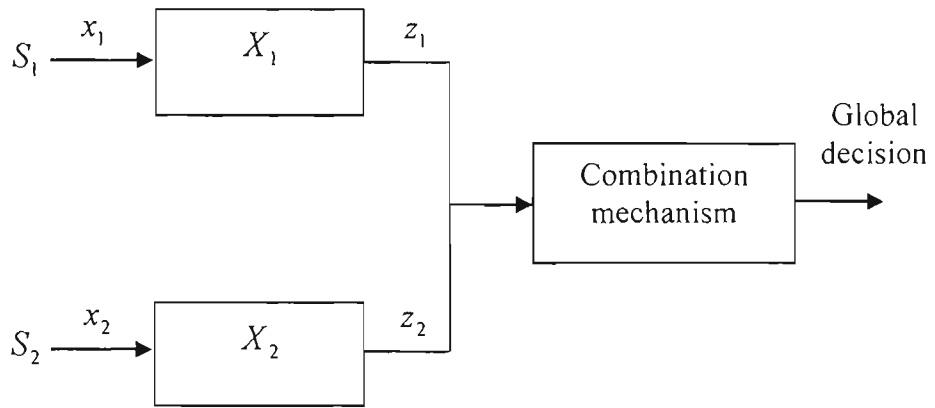 S₁
x₁
X₁
z₁
Combination
mechanism
Global
decision
S₂
x₂
X₂
z₂